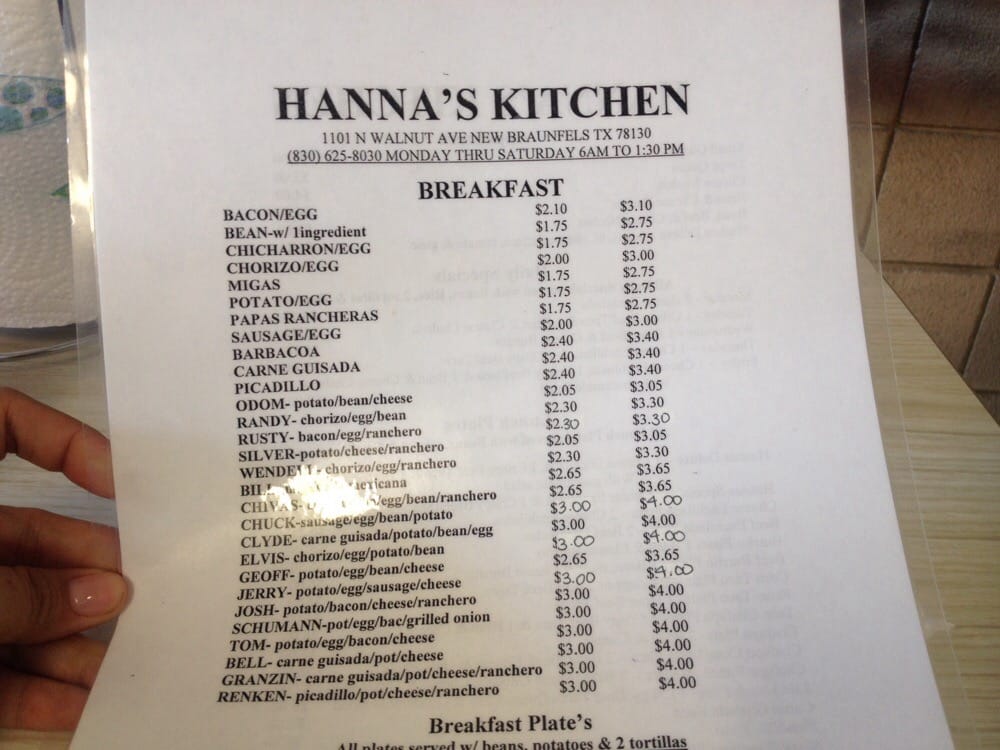 HANNA'S KITCHEN
1101 N WALNUT AVE NEW BRAUNFELS TX 78130
(830) 625-8030 MONDAY THRU SATURDAY 6AM TO 1:30 PM
BREAKFAST
BACON/EGG $2.10 $3.10
BEAN-w/ 1ingredient $1.75 $2.75
CHICHARRON/EGG $1.75 $2.75
CHORIZO/EGG $2.00 $3.00
MIGAS $1.75 $2.75
POTATO/EGG $1.75 $2.75
PAPAS RANCHERAS $1.75 $2.75
SAUSAGE/EGG $2.00 $3.00
BARBACOA $2.40 $3.40
CARNE GUISADA $2.40 $3.40
PICADILLO $2.40 $3.40
ODOM- potato/bean/cheese $2.05 $3.05
RANDY- chorizo/egg/bean $2.30 $3.30
RUSTY- bacon/egg/ranchero $2.30 $3.30
SILVER-potato/cheese/ranchero $2.05 $3.05
WENDELL- chorizo/egg/ranchero $2.30 $3.30
$2.65 $3.65
CHIVAS- /egg/bean/ranchero $2.65 $3.65
CHUCK-sausage/egg/bean/potato $3.00 $4.00
CLYDE- carne guisada/potato/bean/egg $3.00 $4.00
ELVIS- chorizo/egg/potato/bean $3.00 $4.00
GEOFF- potato/egg/bean/cheese $2.65 $3.65
JERRY- potato/egg/sausage/cheese $3.00 $4.00
JOSH- potato/bacon/cheese/ranchero $3.00 $4.00
SCHUMANN-pot/egg/bac/grilled onion $3.00 $4.00
TOM- potato/egg/bacon/cheese $3.00 $4.00
BELL- carne guisada/pot/cheese $3.00 $4.00
GRANZIN- carne guisada/pot/cheese/ranchero $3.00 $4.00
RENKEN- picadillo/pot/cheese/ranchero $3.00 $4.00
Breakfast Plate's
All plates served w/ beans, potatoes & 2 tortillas